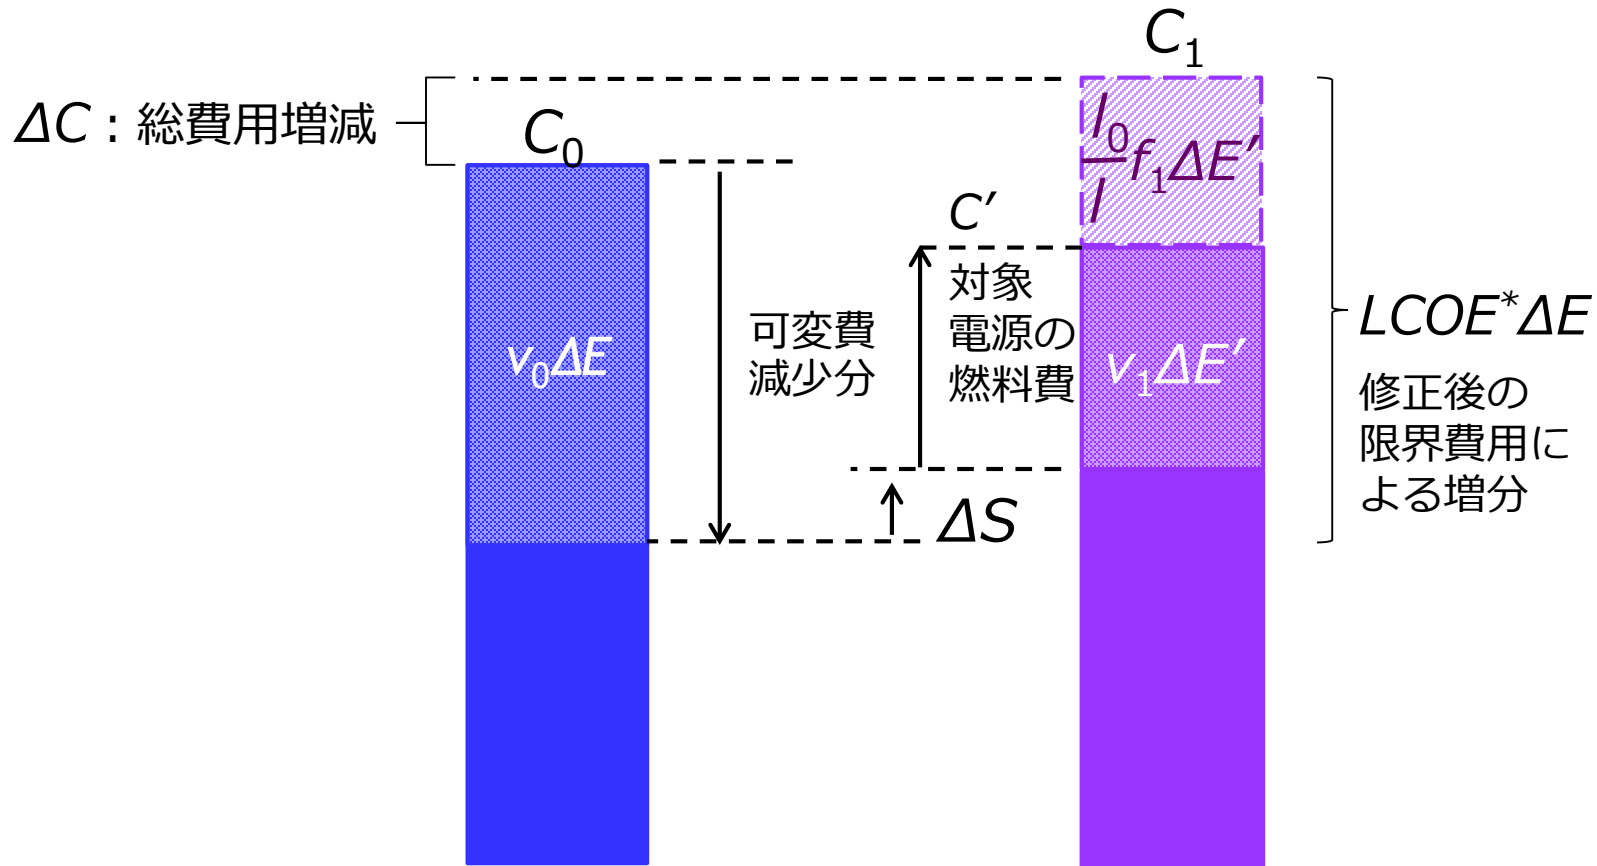 C₁
ΔC：総費用増減
C₀
l₀
l
f₁ΔE′
C′
対象
電源の
燃料費
可変費
減少分
v₀ΔE
v₁ΔE′
ΔS
LCOE*ΔE
修正後の
限界費用に
よる増分